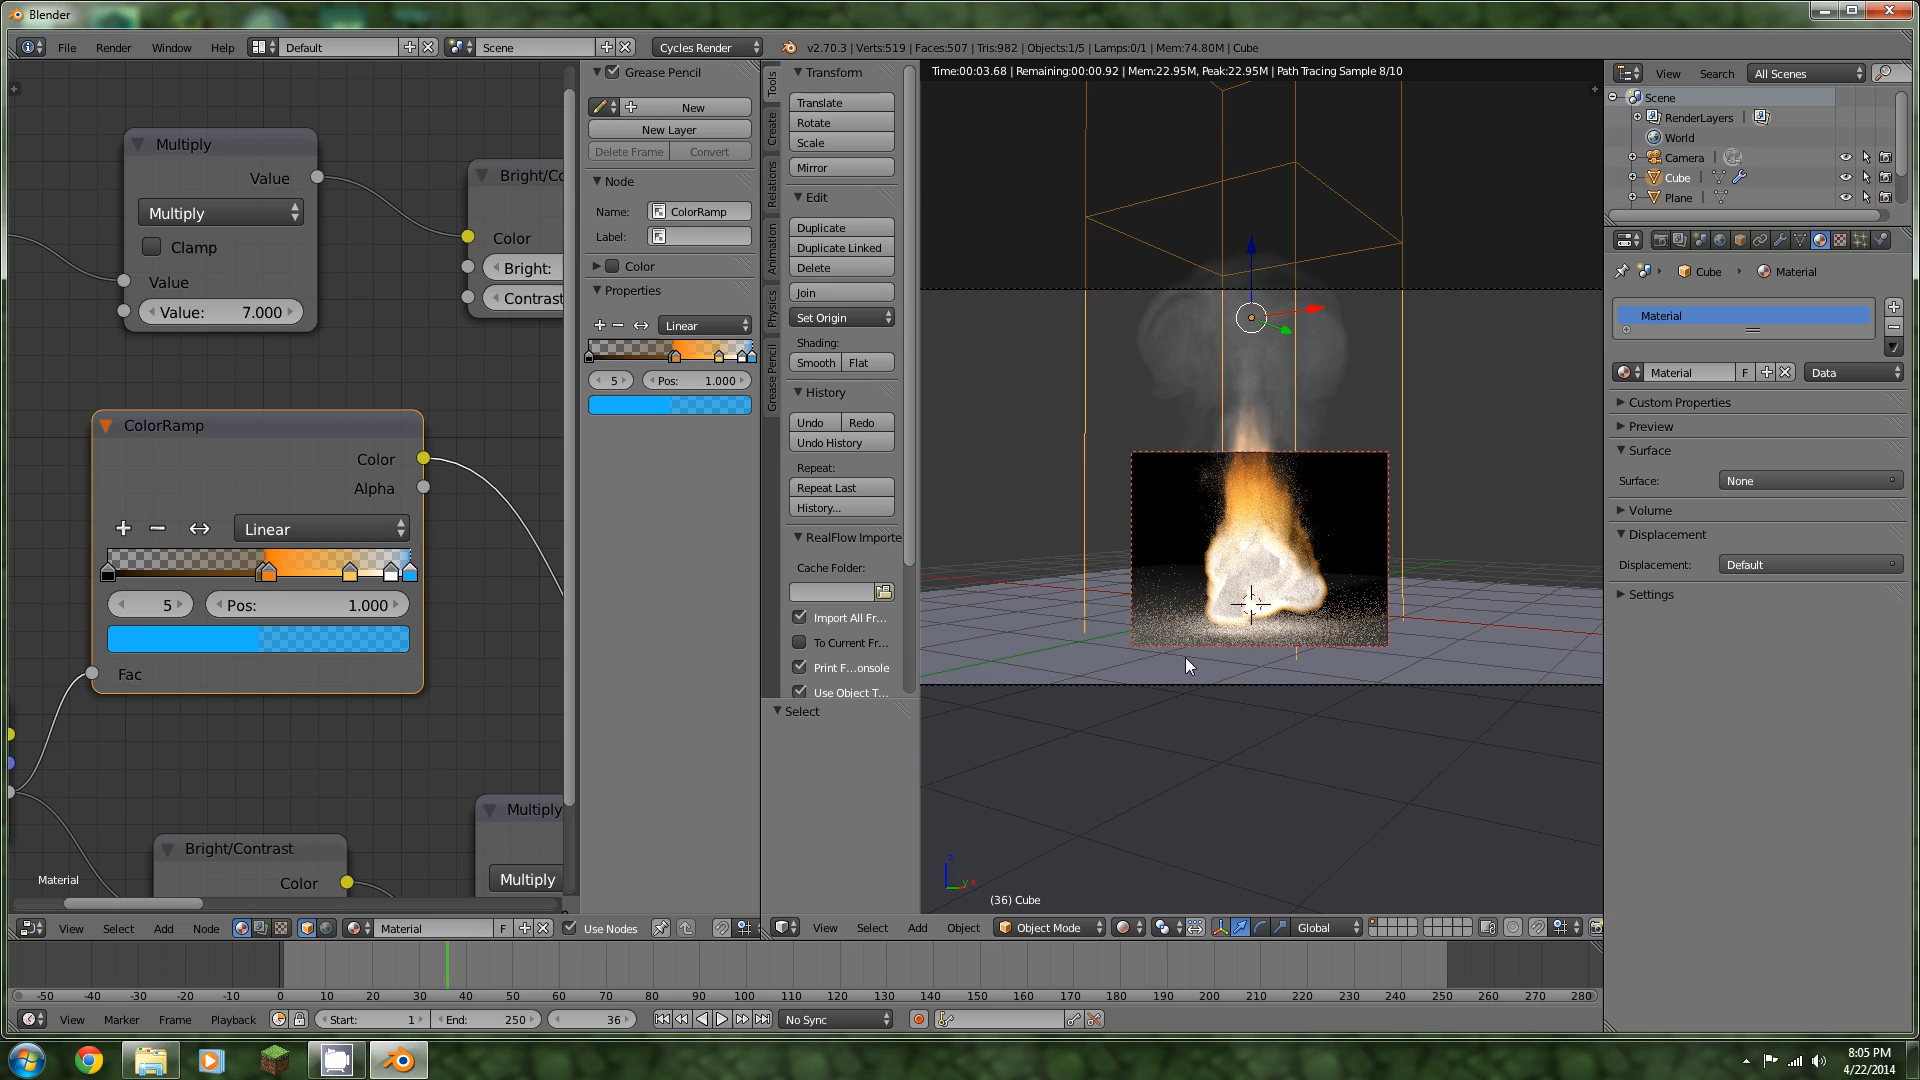 Blender
File Render Window Help Default Scene Cycles Render v2.70.3 | Verts:519 | Faces:507 | Tris:982 | Objects:1/5 | Lamps:0/1 | Mem:74.80M | Cube
Multiply
Value
Multiply
Clamp
Value
Value: 7.000
Bright/Co
Color
Bright:
Contrast
ColorRamp
Color
Alpha
Linear
5 Pos: 1.000
Fac
Bright/Contrast
Color
Multiply
Multiply
Material
Grease Pencil
New
New Layer
Delete Frame Convert
Node
Name: ColorRamp
Label:
Color
Properties
Linear
5 Pos: 1.000
Tools
Create
Relations
Animation
Physics
Grease Pencil
Transform
Translate
Rotate
Scale
Mirror
Edit
Duplicate
Duplicate Linked
Delete
Join
Set Origin
Shading:
Smooth Flat
History
Undo Redo
Undo History
Repeat:
Repeat Last
History...
RealFlow Importe
Cache Folder:
Import All Fr...
To Current Fr...
Print F...onsole
Use Object T...
Select
Time:00:03.68 | Remaining:00:00.92 | Mem:22.95M, Peak:22.95M | Path Tracing Sample 8/10
z
y
(36) Cube
View Search All Scenes
Scene
RenderLayers
World
Camera
Cube
Plane
Cube Material
Material
Material F Data
Custom Properties
Preview
Surface
Surface: None
Volume
Displacement
Displacement: Default
Settings
View Select Add Node Material F Use Nodes
View Select Add Object Object Mode Global
-50 -40 -30 -20 -10 0 10 20 30 40 50 60 70 80 90 100 110 120 130 140 150 160 170 180 190 200 210 220 230 240 250 260 270 280
View Marker Frame Playback Start: 1 End: 250 36 No Sync
8:05 PM
4/22/2014